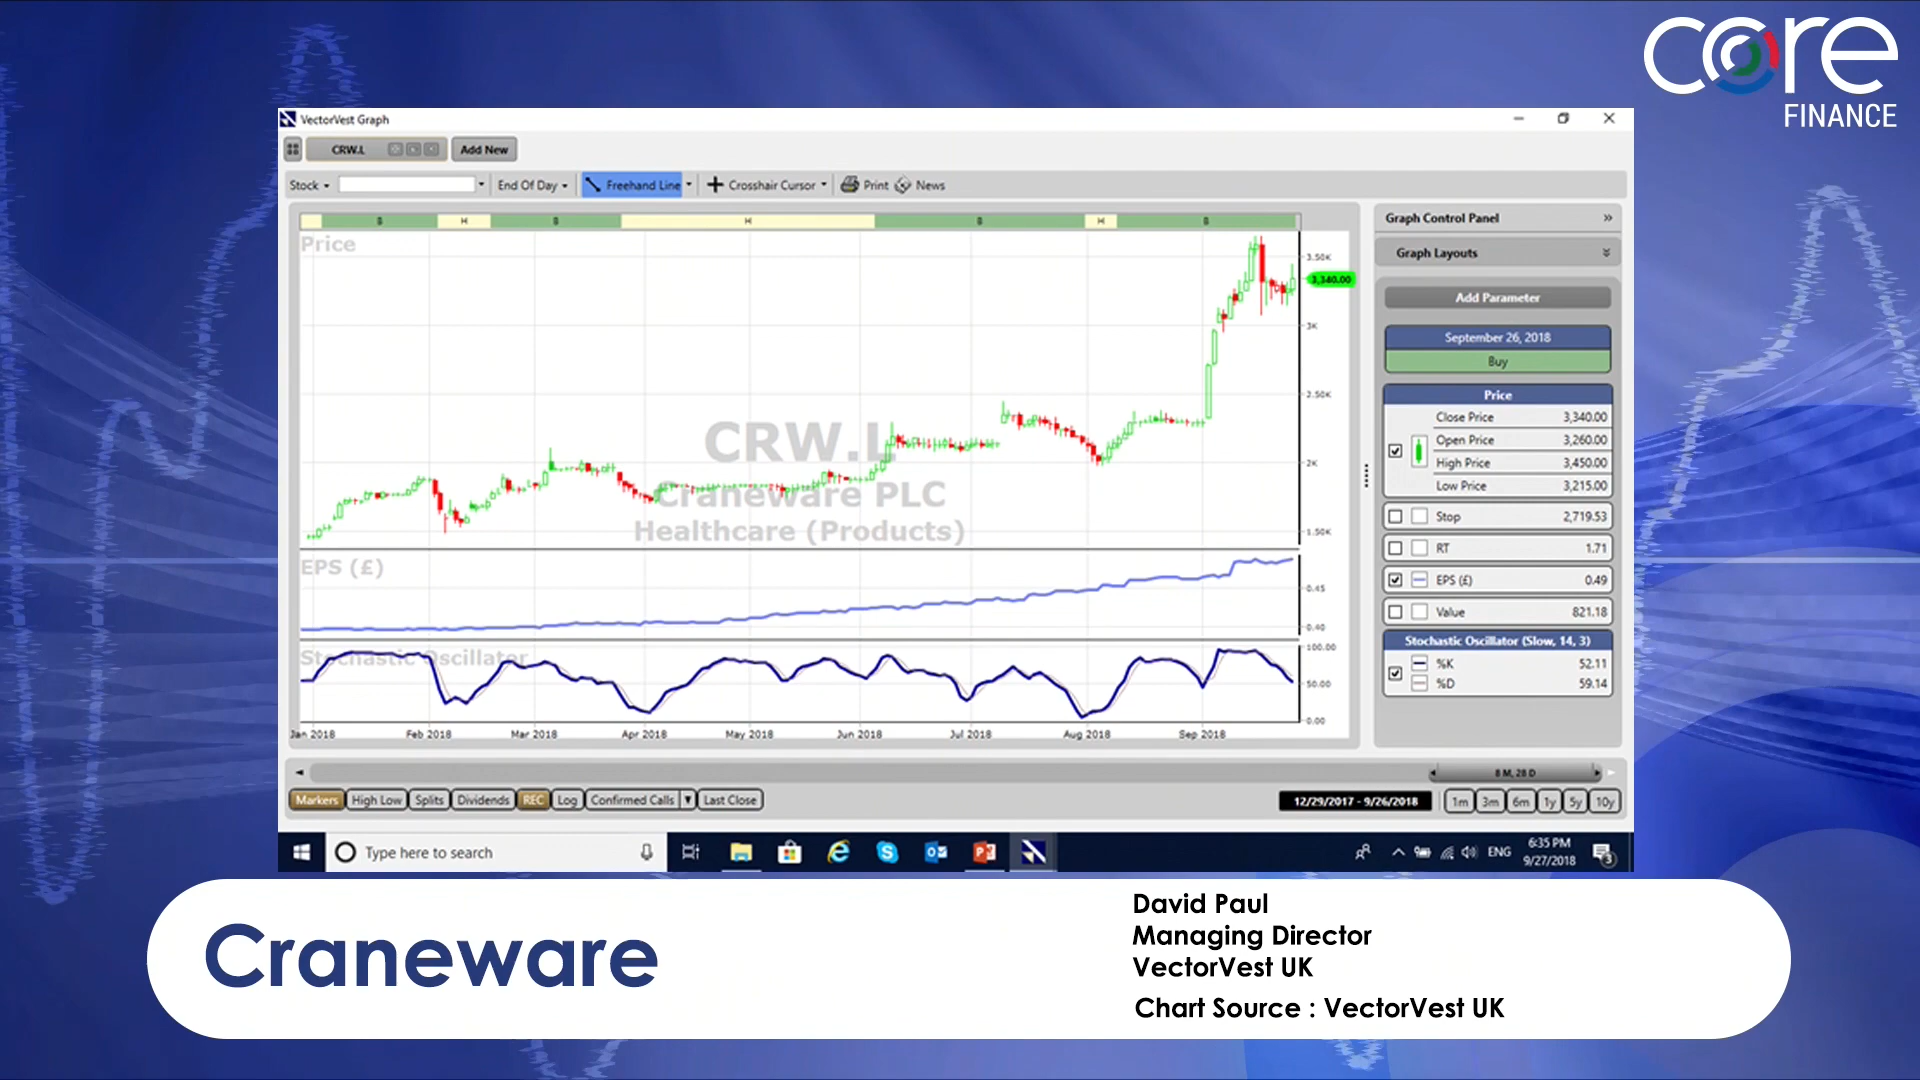 core
FINANCE
VectorVest Graph
CRW.L
Add New
Stock
End Of Day
Freehand Line
Crosshair Cursor
Print
News
B H B H B H B
Price
3.50K
3,340.00
3K
2.50K
2K
1.50K
CRW.L
Craneware PLC
Healthcare (Products)
EPS (£)
0.45
0.40
Stochastic Oscillator
100.00
50.00
0.00
Jan 2018 Feb 2018 Mar 2018 Apr 2018 May 2018 Jun 2018 Jul 2018 Aug 2018 Sep 2018
Graph Control Panel
Graph Layouts
Add Parameter
September 26, 2018
Buy
Price
Close Price 3,340.00
Open Price 3,260.00
High Price 3,450.00
Low Price 3,215.00
Stop 2,719.53
RT 1.71
EPS (£) 0.49
Value 821.18
Stochastic Oscillator (Slow, 14, 3)
%K 52.11
%D 59.14
8 M, 28 D
Markers High Low Splits Dividends REC Log Confirmed Calls Last Close
12/29/2017 - 9/26/2018
1m 3m 6m 1y 5y 10y
Type here to search
ENG
6:35 PM
9/27/2018
3
Craneware
David Paul
Managing Director
VectorVest UK
Chart Source : VectorVest UK